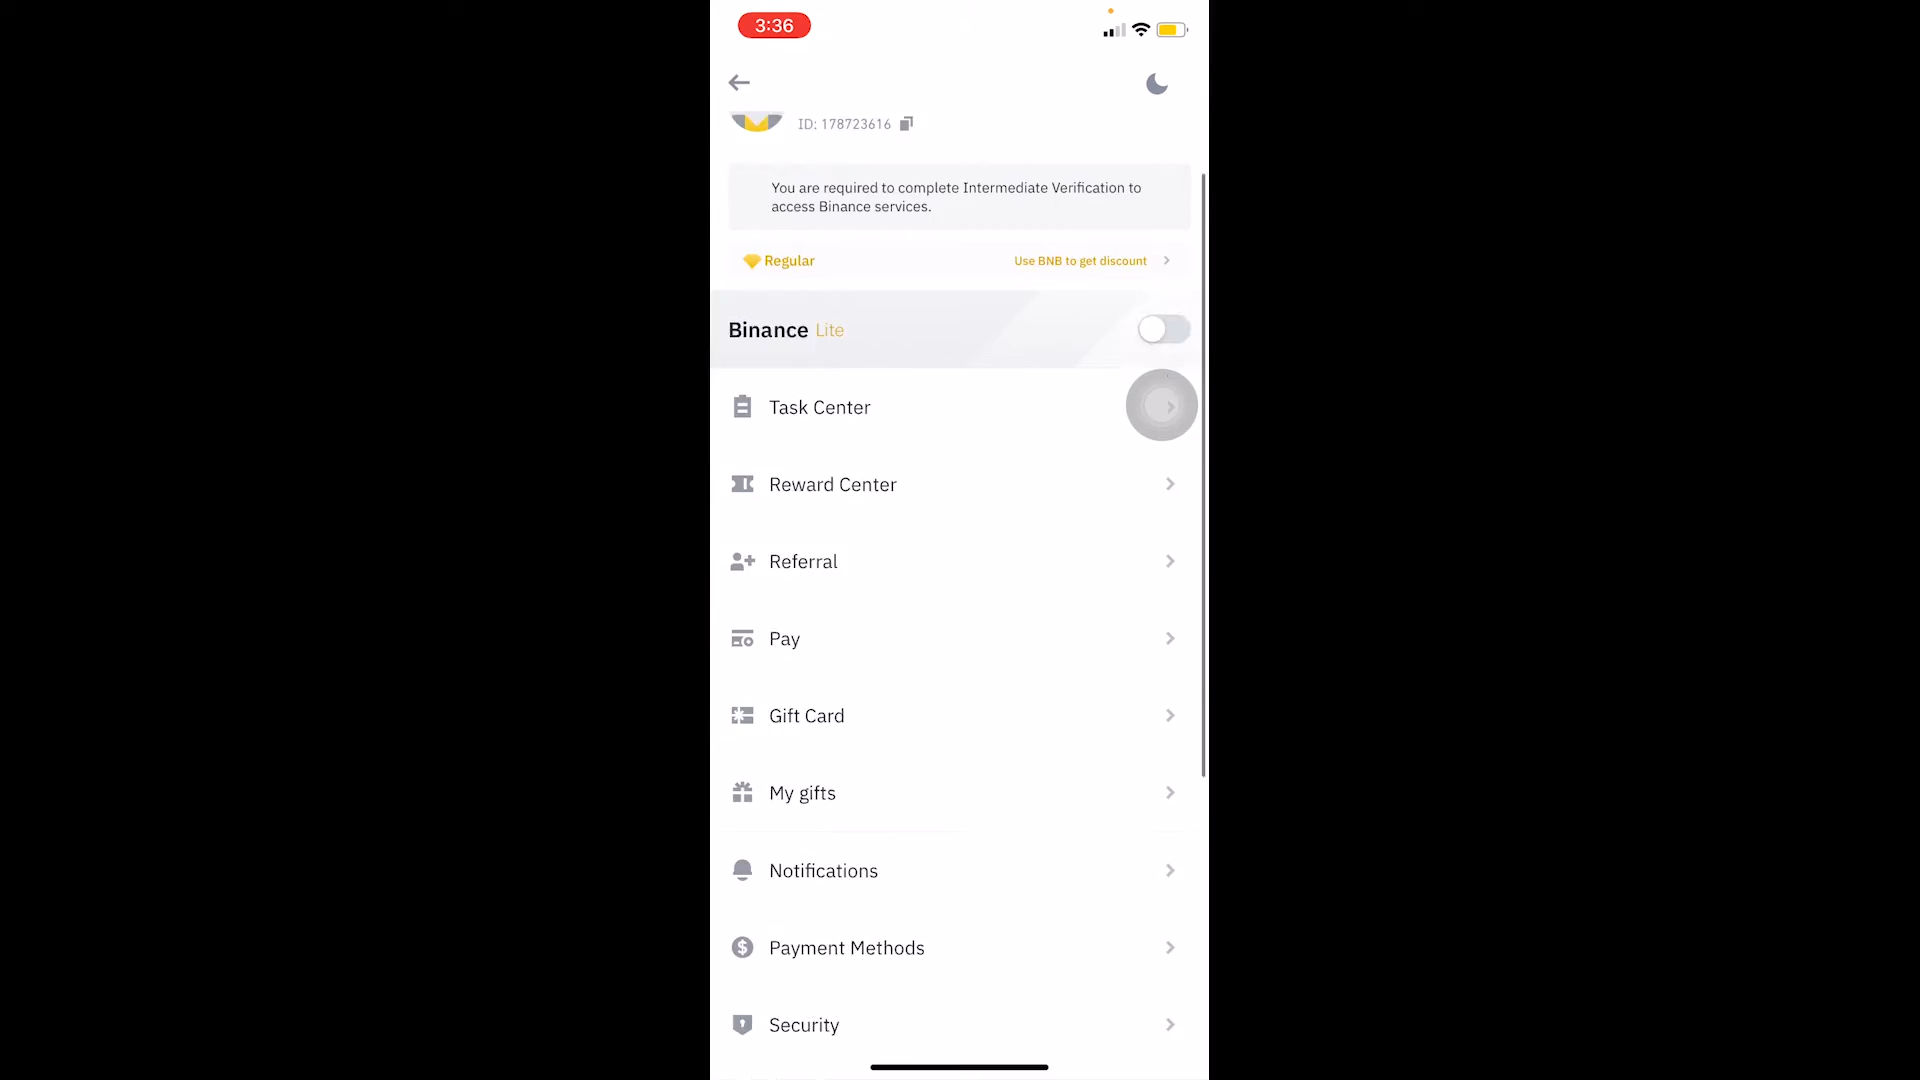 3:36
ID: 178723616
You are required to complete Intermediate Verification to
access Binance services.
Regular
Use BNB to get discount
Binance Lite
Task Center
Reward Center
Referral
Pay
Gift Card
My gifts
Notifications
Payment Methods
Security